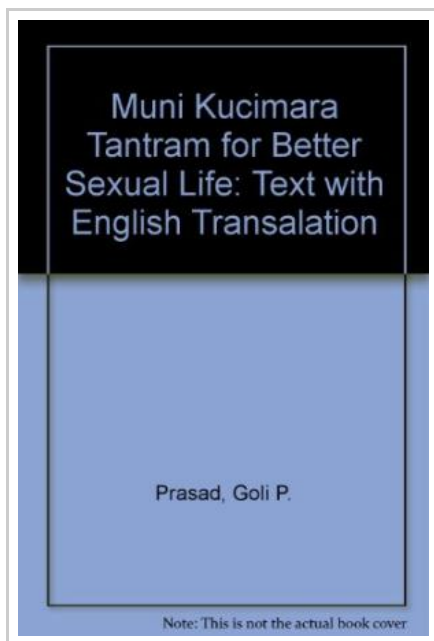 Muni Kucimara
Tantram for Better
Sexual Life: Text with
English Transalation
Prasad, Goli P.
Note: This is not the actual book cover